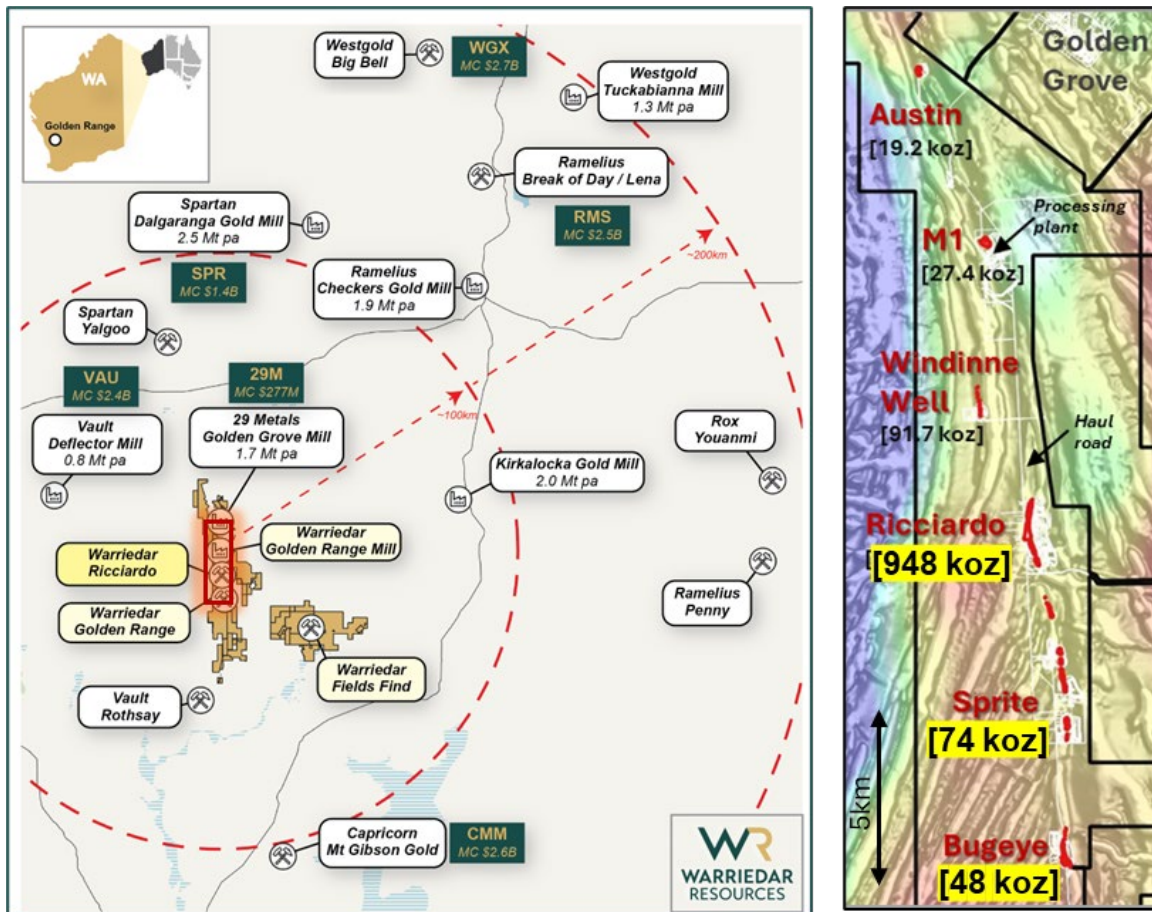 WA
Golden Range
Westgold
Big Bell
WGX
MC $2.7B
Westgold
Tuckabianna Mill
1.3 Mt pa
Ramelius
Break of Day / Lena
RMS
MC $2.5B
Spartan
Dalgaranga Gold Mill
2.5 Mt pa
SPR
MC $1.4B
~200km
Ramelius
Checkers Gold Mill
1.9 Mt pa
Spartan
Yalgoo
VAU
MC $2.4B
29M
MC $277M
~100km
Vault
Deflector Mill
0.8 Mt pa
29 Metals
Golden Grove Mill
1.7 Mt pa
Rox
Youanmi
Kirkalocka Gold Mill
2.0 Mt pa
Warriedar
Golden Range Mill
Warriedar
Ricciardo
Warriedar
Golden Range
Ramelius
Penny
Warriedar
Fields Find
Vault
Rothsay
Capricorn
Mt Gibson Gold
CMM
MC $2.6B
WR
WARRIEDAR
RESOURCES
Golden
Grove
Austin
[19.2 koz]
Processing
plant
M1
[27.4 koz]
Windinne
Well
[91.7 koz]
Haul
road
Ricciardo
[948 koz]
Sprite
[74 koz]
5km
Bugeye
[48 koz]